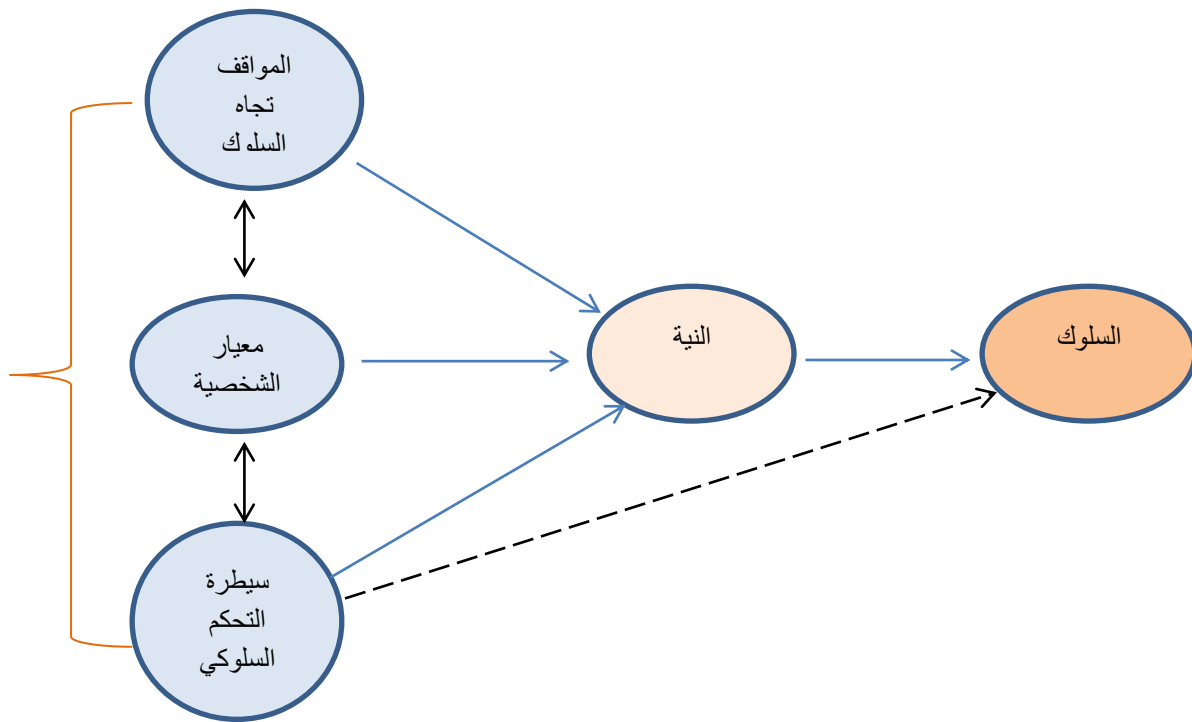 المواقف
تجاه
السلوك
معيار
الشخصية
النية
السلوك
سيطرة
التحكم
السلوكي